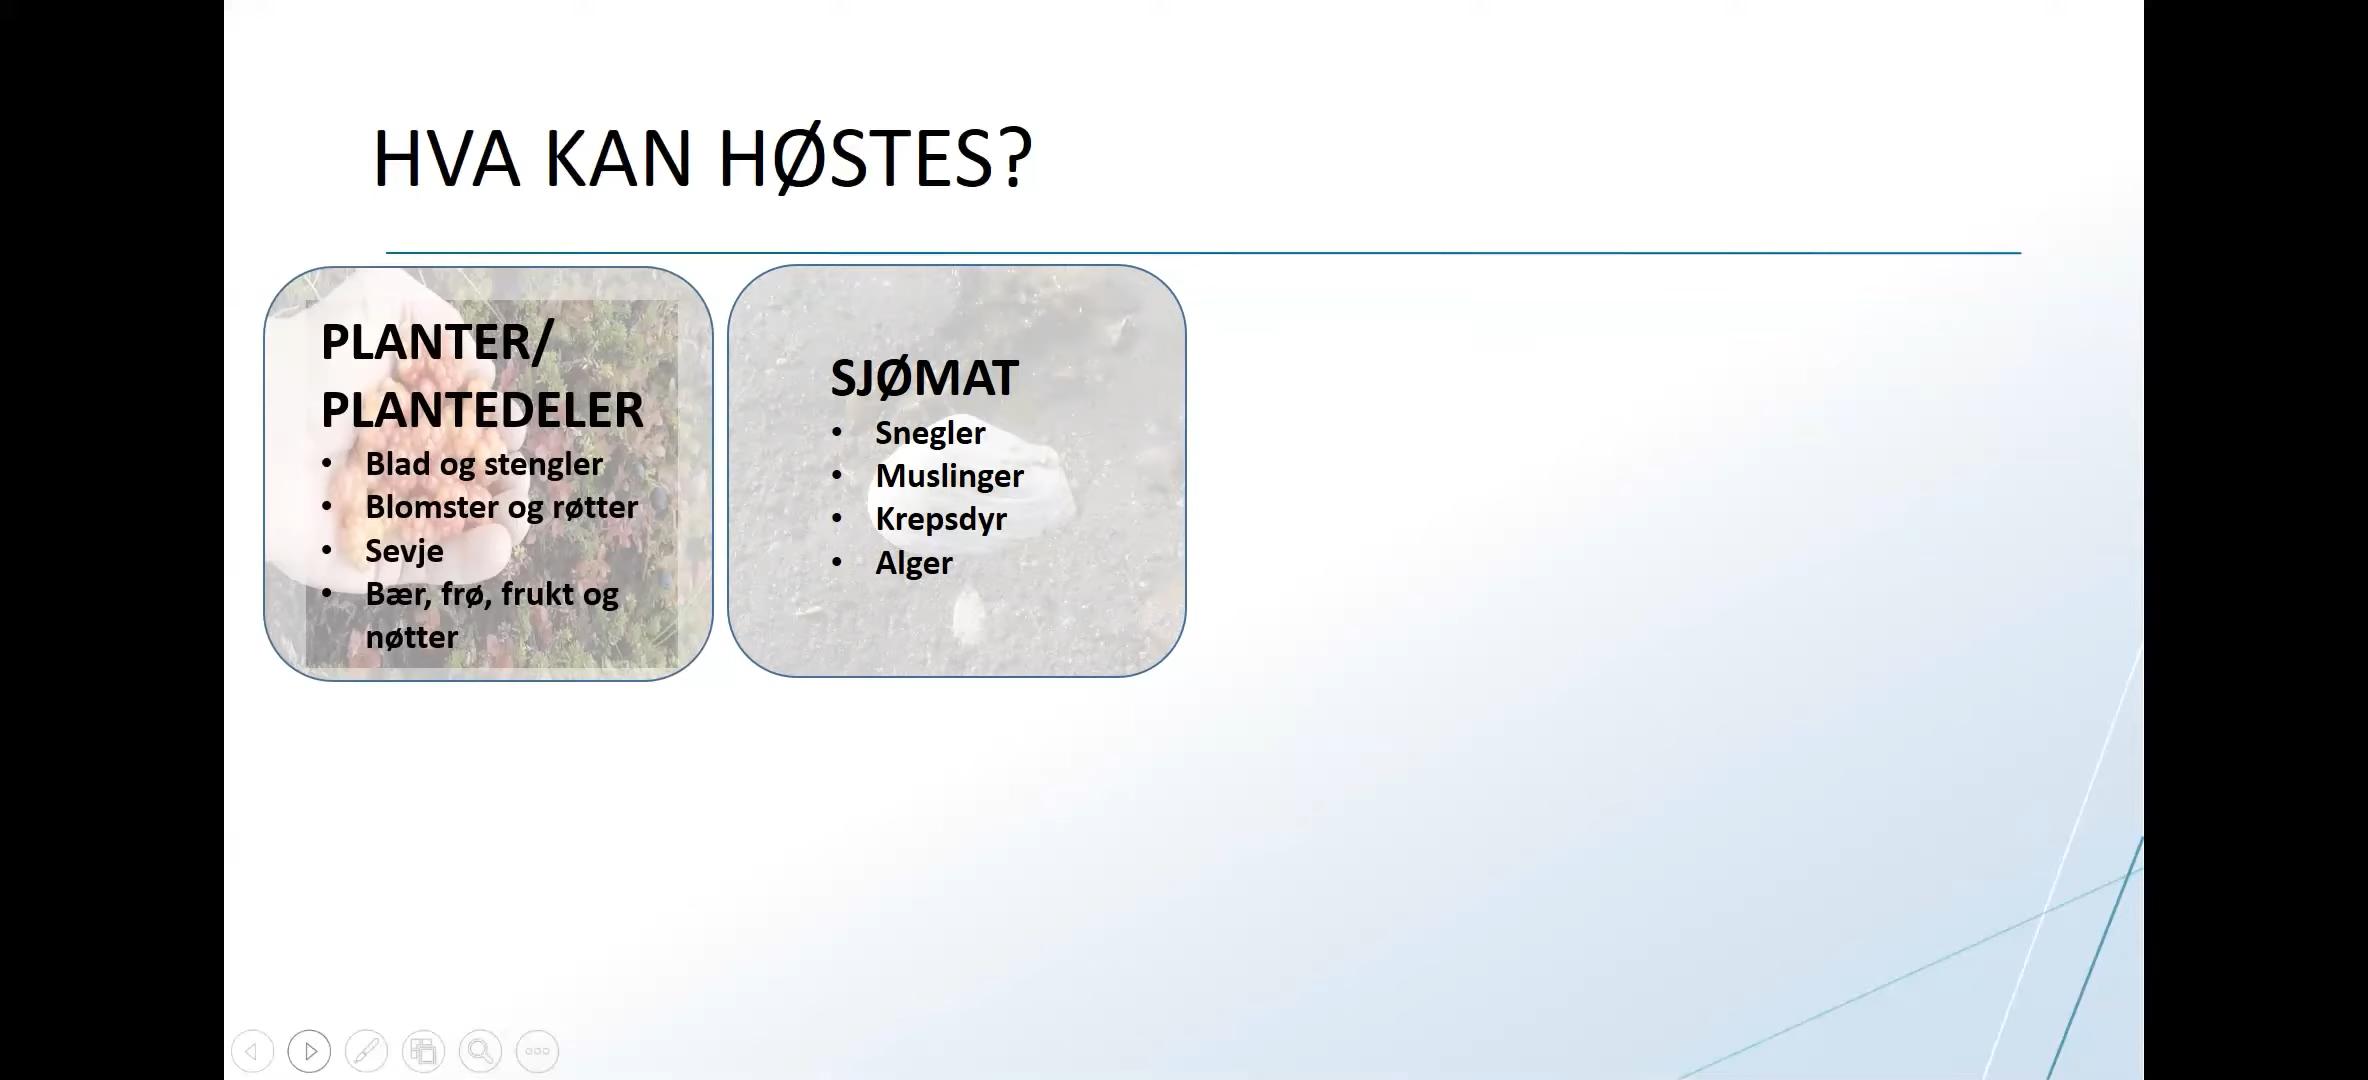 HVA KAN HØSTES?
PLANTER/
PLANTEDELER
• Blad og stengler
• Blomster og røtter
• Sevje
• Bær, frø, frukt og
nøtter
SJØMAT
• Snegler
• Muslinger
• Krepsdyr
• Alger